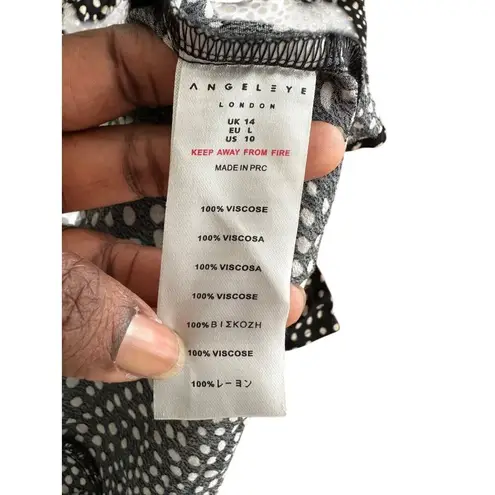 ΛNGELΞYE
LONDON
UK 14
EU L
US 10
KEEP AWAY FROM FIRE
MADE IN PRC
100% VISCOSE
100% VISCOSA
100% VISCOSA
100% VISCOSE
100% ΒΙΣΚΟΖΗ
100% VISCOSE
100% レーヨン